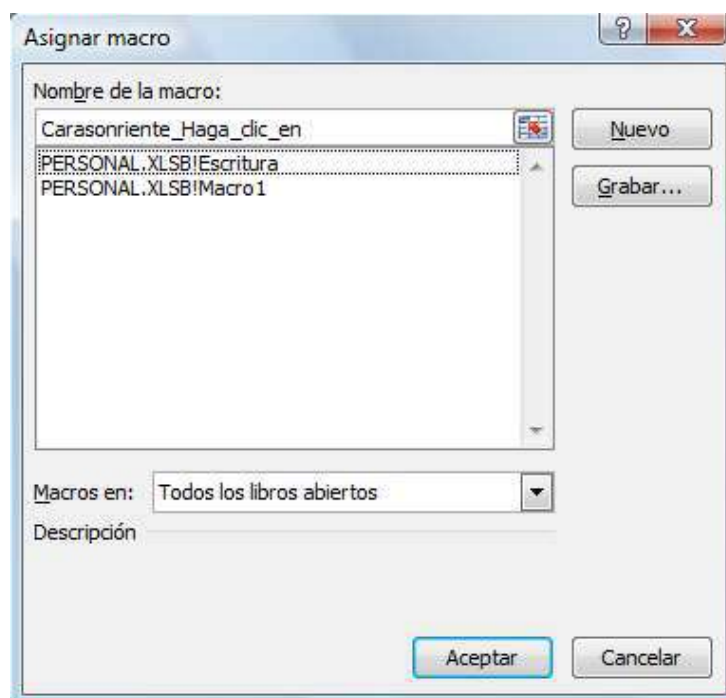 Asignar macro
Nombre de la macro:
Carasonriente_Haga_clic_en
Nuevo
PERSONAL.XLSB!Escritura
PERSONAL.XLSB!Macro1
Grabar...
Macros en: Todos los libros abiertos
Descripción
Aceptar Cancelar